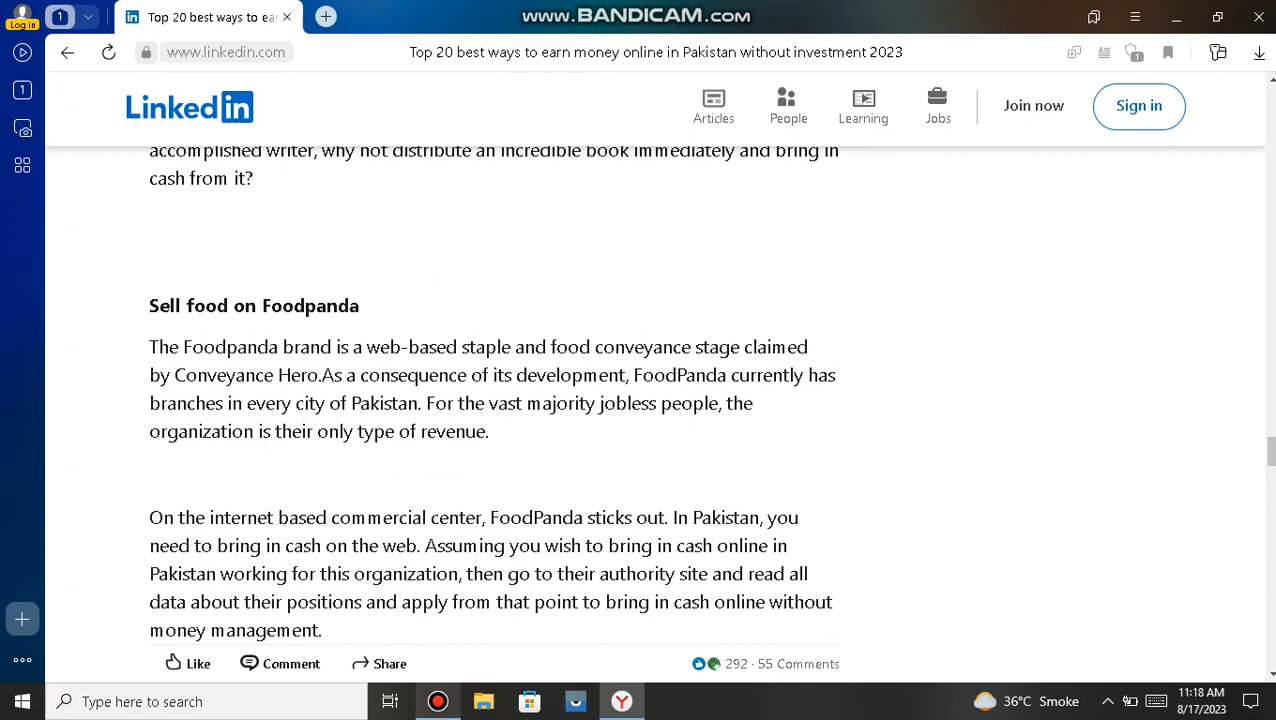 Log in
1
Top 20 best ways to ea
www.BANDICAM.com
www.linkedin.com
Top 20 best ways to earn money online in Pakistan without investment 2023
1
1
Linkedin
Articles
People
Learning
Jobs
Join now
Sign in
accomplished writer, why not distribute an incredible book immediately and bring in
cash from it?
Sell food on Foodpanda
The Foodpanda brand is a web-based staple and food conveyance stage claimed
by Conveyance Hero.As a consequence of its development, FoodPanda currently has
branches in every city of Pakistan. For the vast majority jobless people, the
organization is their only type of revenue.
On the internet based commercial center, FoodPanda sticks out. In Pakistan, you
need to bring in cash on the web. Assuming you wish to bring in cash online in
Pakistan working for this organization, then go to their authority site and read all
data about their positions and apply from that point to bring in cash online without
money management.
Like
Comment
Share
292 · 55 Comments
Type here to search
Y
36°C Smoke
11:18 AM
8/17/2023